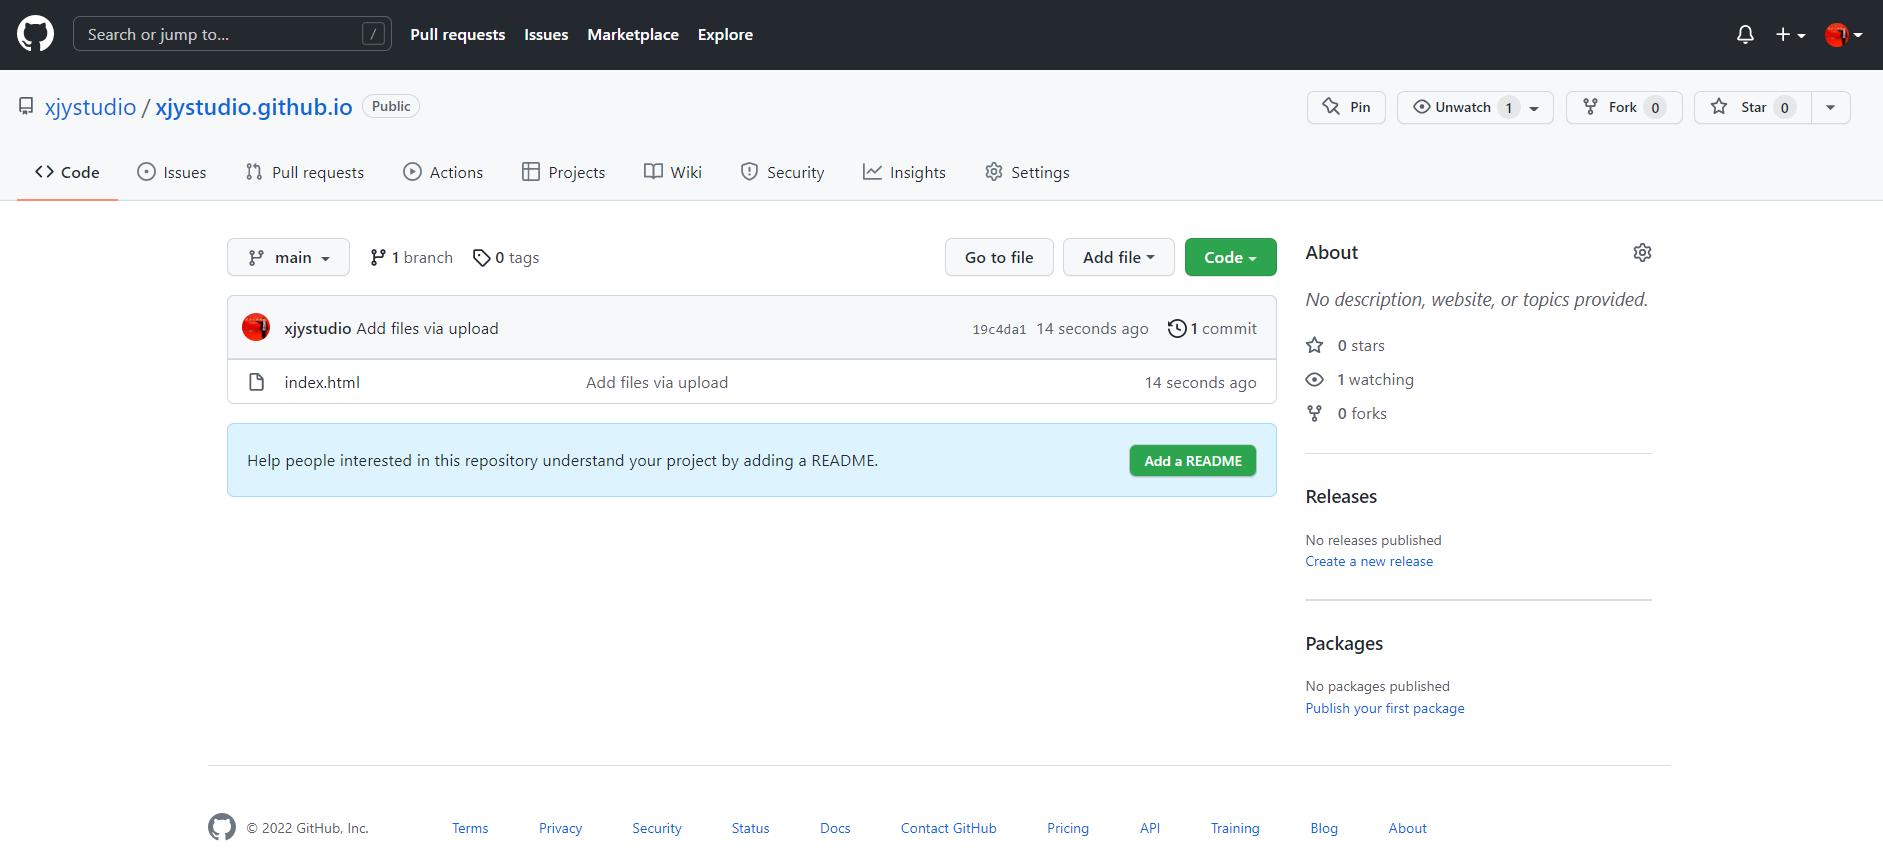 Search or jump to... / Pull requests Issues Marketplace Explore
xjystudio / xjystudio.github.io Public Pin Unwatch 1 Fork 0 Star 0
Code Issues Pull requests Actions Projects Wiki Security Insights Settings
main 1 branch 0 tags Go to file Add file Code
xjystudio Add files via upload 19c4da1 14 seconds ago 1 commit
index.html Add files via upload 14 seconds ago
Help people interested in this repository understand your project by adding a README. Add a README
About
No description, website, or topics provided.
0 stars
1 watching
0 forks
Releases
No releases published
Create a new release
Packages
No packages published
Publish your first package
© 2022 GitHub, Inc. Terms Privacy Security Status Docs Contact GitHub Pricing API Training Blog About